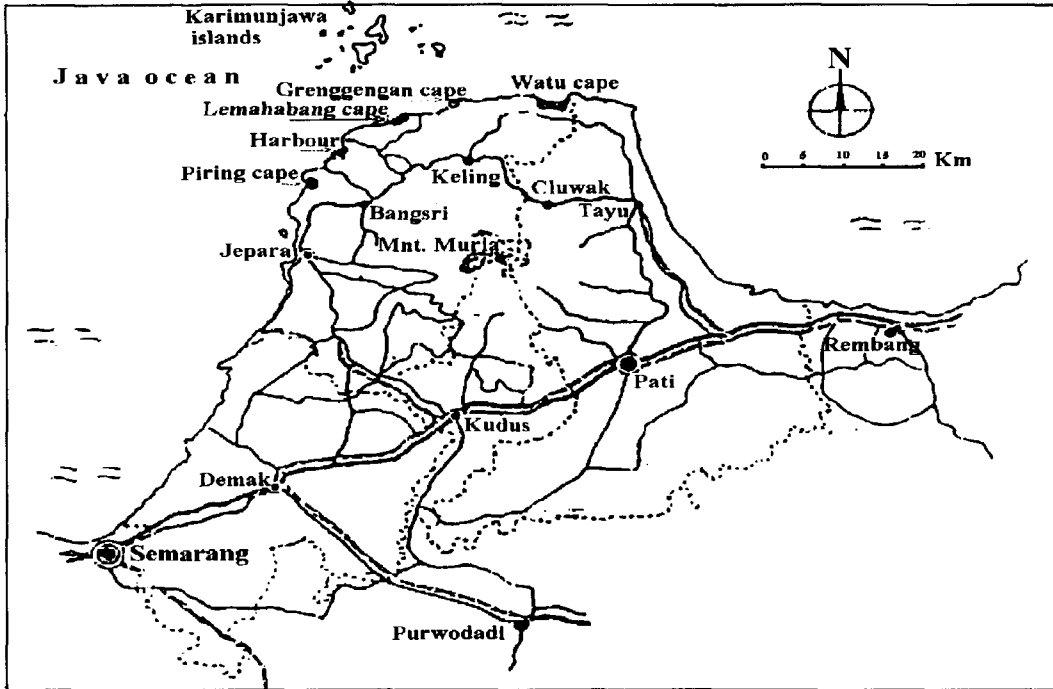 Karimunjawa
islands
Java ocean
N
Grenggengan cape
Watu cape
Lemahabang cape
Harbour
0 5 10 15 20 Km
Piring cape
Keling
Cluwak
Bangsri
Tayu
Jepara
Mnt. Muria
Rembang
Pati
Kudus
Demak
Semarang
Purwodadi